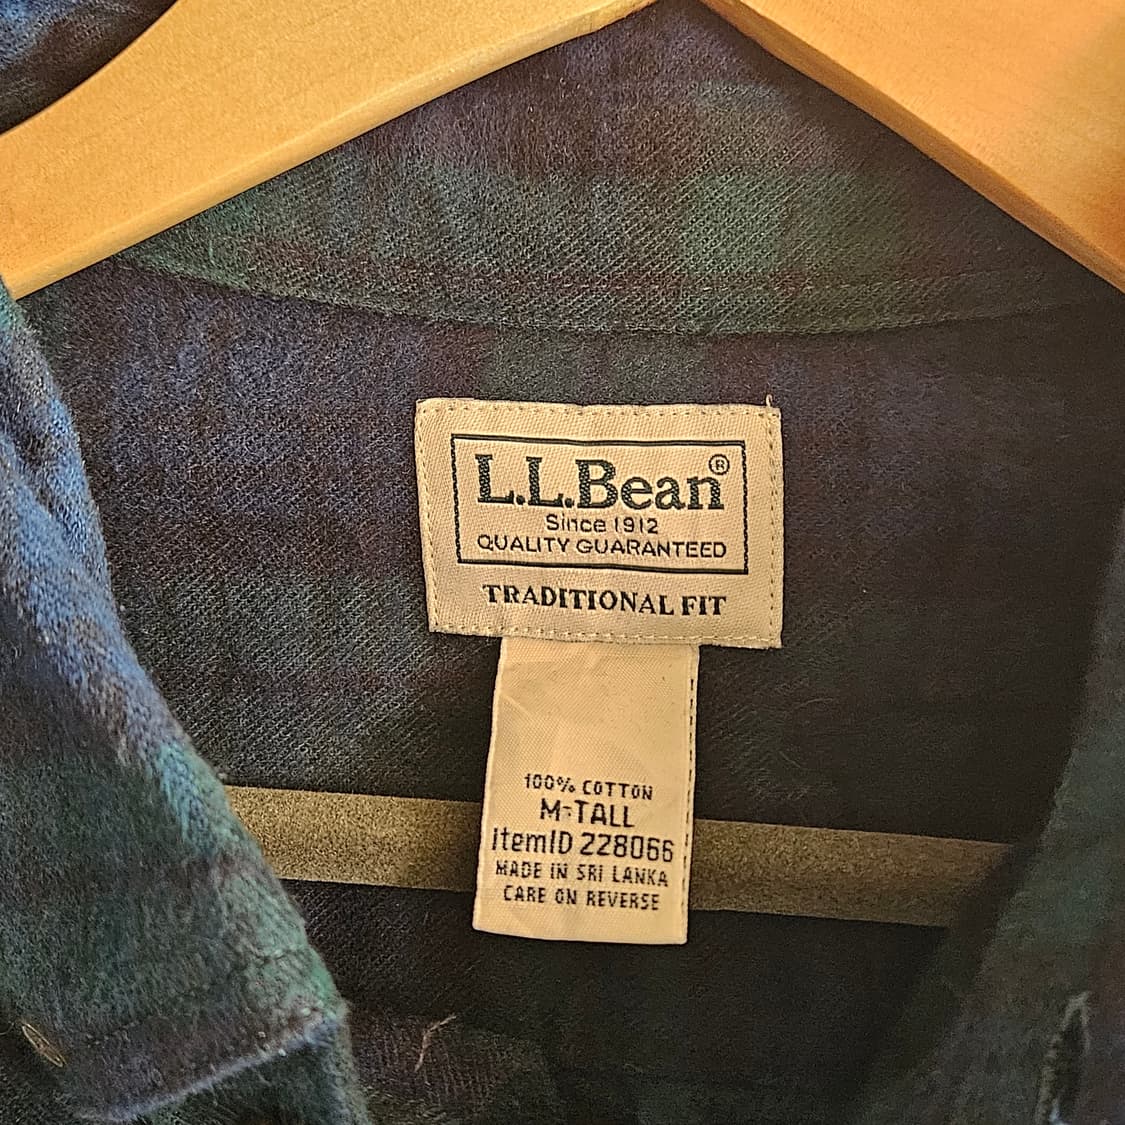 L.L.Bean®
Since 1912
QUALITY GUARANTEED
TRADITIONAL FIT
100% COTTON
M-TALL
ItemID 228066
MADE IN SRI LANKA
CARE ON REVERSE